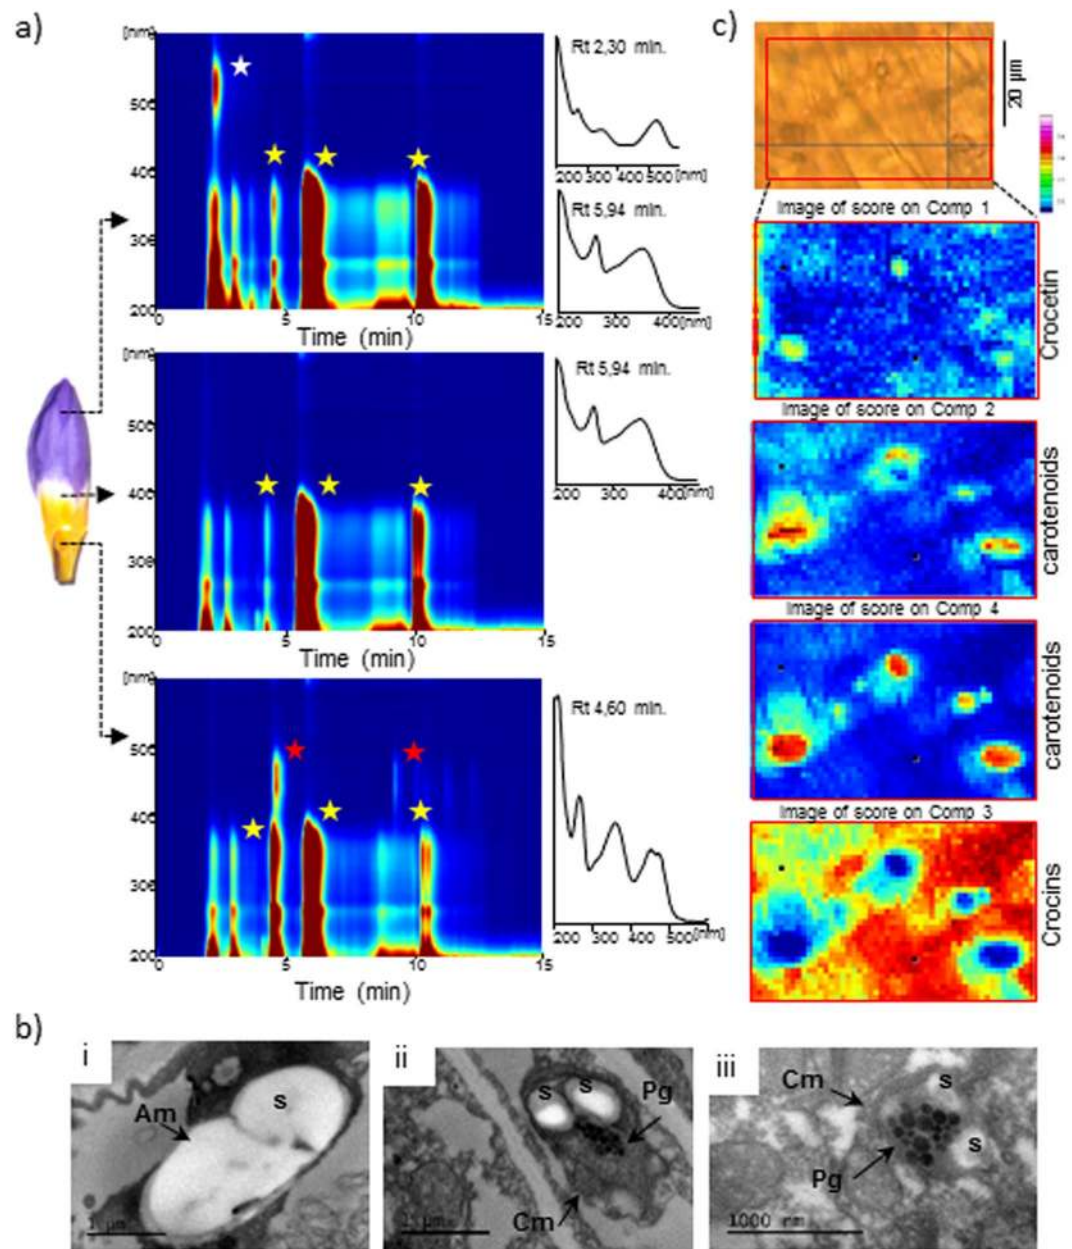 a)
[nm]
500
400
300
200
0
5
10
15
Time (min)
Rt 2,30 min.
200 300 400 500 [nm]
Rt 5,94 min.
200 300 400 [nm]
[nm]
500
400
300
200
0
5
10
15
Time (min)
Rt 5,94 min.
200 300 400 [nm]
[nm]
500
400
300
200
0
5
10
15
Time (min)
Rt 4,60 min.
200 300 400 500 [nm]
c)
20 µm
Image of score on Comp 1
Crocetin
Image of score on Comp 2
carotenoids
Image of score on Comp 4
carotenoids
Image of score on Comp 3
Crocins
b)
i
Am
s
1 µm
ii
s
s
Pg
Cm
iii
Cm
s
s
Pg
1000 nm